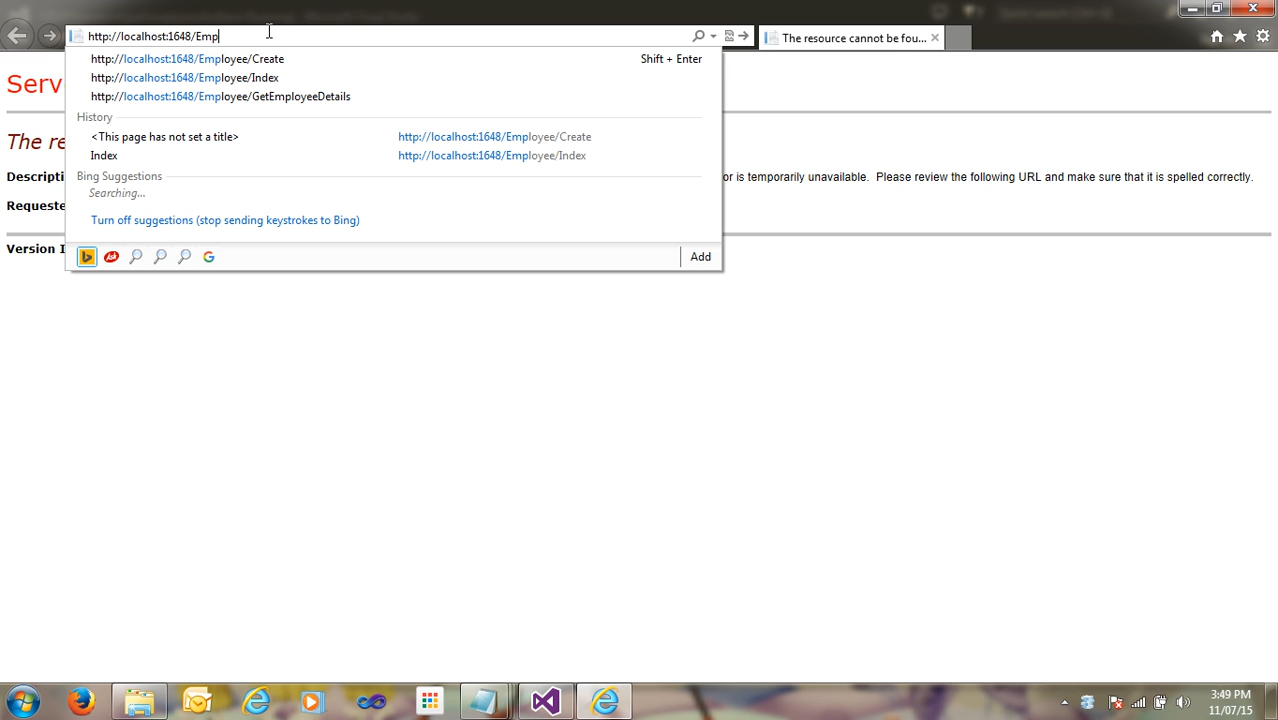 http://localhost:1648/Emp
The resource cannot be fou...
http://localhost:1648/Employee/Create Shift + Enter
http://localhost:1648/Employee/Index
Serv
http://localhost:1648/Employee/GetEmployeeDetails
History
The re
<This page has not set a title> http://localhost:1648/Employee/Create
Index http://localhost:1648/Employee/Index
Bing Suggestions
Descripti or is temporarily unavailable. Please review the following URL and make sure that it is spelled correctly.
Searching...
Requeste
Turn off suggestions (stop sending keystrokes to Bing)
Version I
Add
3:49 PM
11/07/15